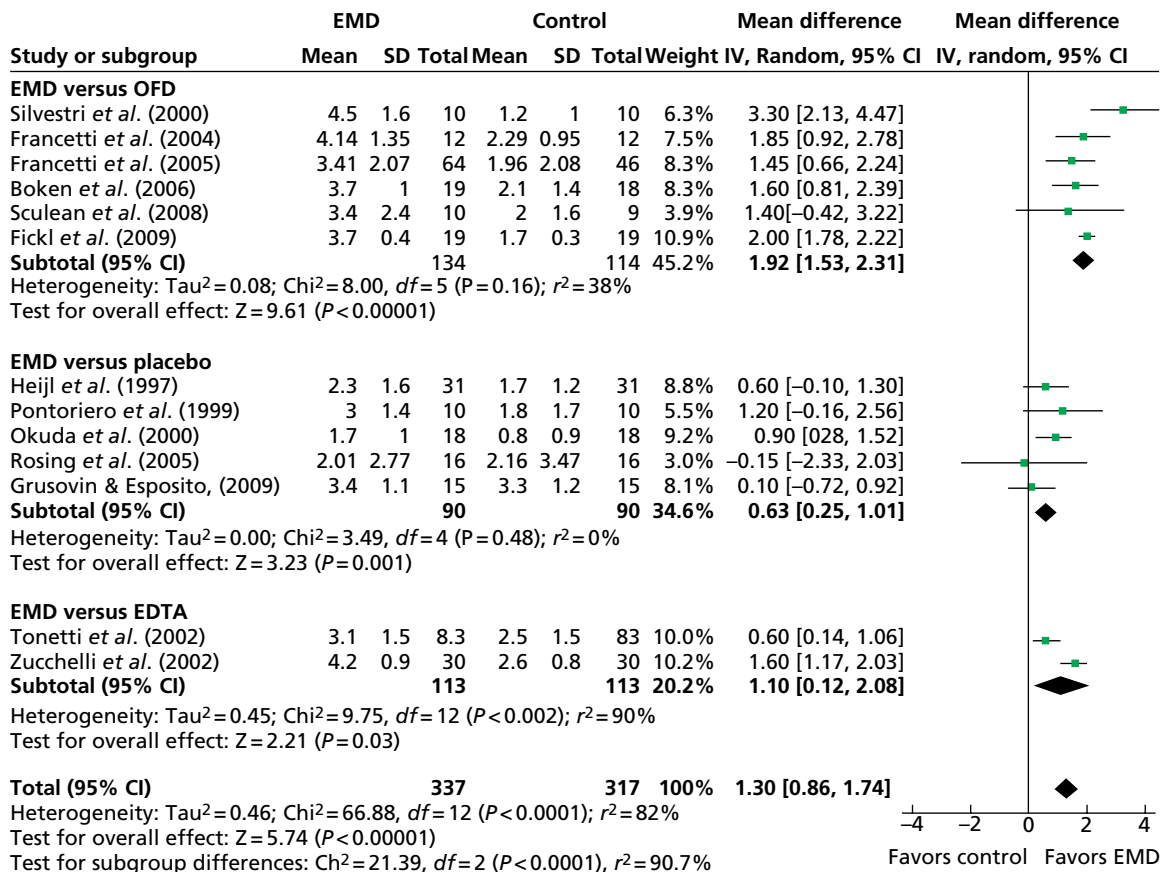 EMD Control Mean difference Mean difference
Study or subgroup Mean SD Total Mean SD Total Weight IV, Random, 95% CI IV, random, 95% CI
EMD versus OFD
Silvestri et al. (2000) 4.5 1.6 10 1.2 1 10 6.3% 3.30 [2.13, 4.47]
Francetti et al. (2004) 4.14 1.35 12 2.29 0.95 12 7.5% 1.85 [0.92, 2.78]
Francetti et al. (2005) 3.41 2.07 64 1.96 2.08 46 8.3% 1.45 [0.66, 2.24]
Boken et al. (2006) 3.7 1 19 2.1 1.4 18 8.3% 1.60 [0.81, 2.39]
Sculean et al. (2008) 3.4 2.4 10 2 1.6 9 3.9% 1.40[–0.42, 3.22]
Fickl et al. (2009) 3.7 0.4 19 1.7 0.3 19 10.9% 2.00 [1.78, 2.22]
Subtotal (95% CI) 134 114 45.2% 1.92 [1.53, 2.31]
Heterogeneity: Tau²=0.08; Chi²=8.00, df=5 (P=0.16); r²=38%
Test for overall effect: Z=9.61 (P<0.00001)
EMD versus placebo
Heijl et al. (1997) 2.3 1.6 31 1.7 1.2 31 8.8% 0.60 [–0.10, 1.30]
Pontoriero et al. (1999) 3 1.4 10 1.8 1.7 10 5.5% 1.20 [–0.16, 2.56]
Okuda et al. (2000) 1.7 1 18 0.8 0.9 18 9.2% 0.90 [028, 1.52]
Rosing et al. (2005) 2.01 2.77 16 2.16 3.47 16 3.0% –0.15 [–2.33, 2.03]
Grusovin & Esposito, (2009) 3.4 1.1 15 3.3 1.2 15 8.1% 0.10 [–0.72, 0.92]
Subtotal (95% CI) 90 90 34.6% 0.63 [0.25, 1.01]
Heterogeneity: Tau²=0.00; Chi²=3.49, df=4 (P=0.48); r²=0%
Test for overall effect: Z=3.23 (P=0.001)
EMD versus EDTA
Tonetti et al. (2002) 3.1 1.5 8.3 2.5 1.5 83 10.0% 0.60 [0.14, 1.06]
Zucchelli et al. (2002) 4.2 0.9 30 2.6 0.8 30 10.2% 1.60 [1.17, 2.03]
Subtotal (95% CI) 113 113 20.2% 1.10 [0.12, 2.08]
Heterogeneity: Tau²=0.45; Chi²=9.75, df=12 (P<0.002); r²=90%
Test for overall effect: Z=2.21 (P=0.03)
Total (95% CI) 337 317 100% 1.30 [0.86, 1.74]
Heterogeneity: Tau²=0.46; Chi²=66.88, df=12 (P<0.0001); r²=82%
Test for overall effect: Z=5.74 (P<0.00001)
Test for subgroup differences: Ch²=21.39, df=2 (P<0.0001), r²=90.7%
–4 –2 0 2 4
Favors control Favors EMD